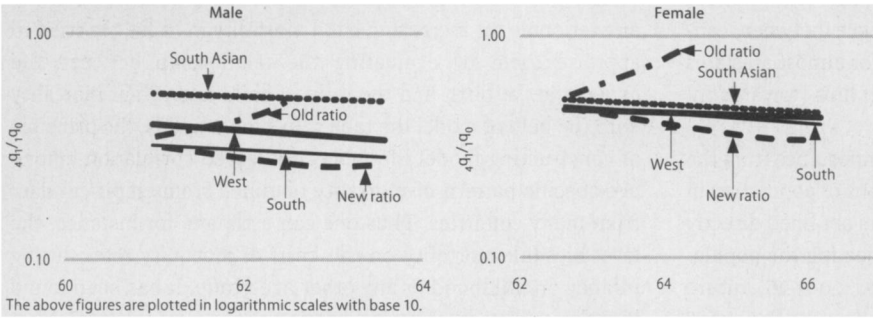 Male
1.00
South Asian
Old ratio
West
South
New ratio
4q1/1q0
0.10
60
62
64
Female
1.00
Old ratio
South Asian
West
South
New ratio
4q1/1q0
0.10
62
64
66
The above figures are plotted in logarithmic scales with base 10.